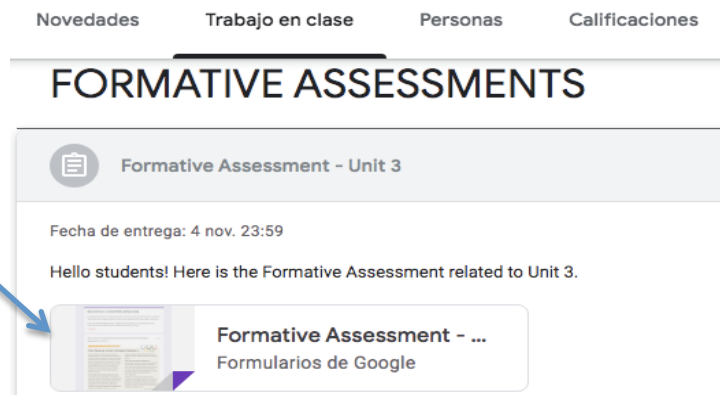 Novedades Trabajo en clase Personas Calificaciones
FORMATIVE ASSESSMENTS
Formative Assessment - Unit 3
Fecha de entrega: 4 nov. 23:59
Hello students! Here is the Formative Assessment related to Unit 3.
Formative Assessment - ...
Formularios de Google